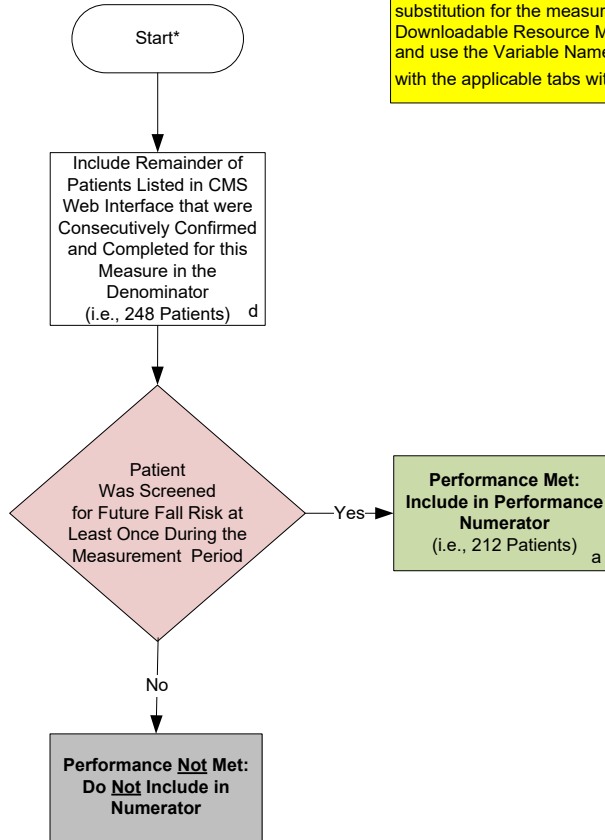 Start*
substitution for the measur
Downloadable Resource M
and use the Variable Name
with the applicable tabs wit
Include Remainder of
Patients Listed in CMS
Web Interface that were
Consecutively Confirmed
and Completed for this
Measure in the
Denominator
(i.e., 248 Patients) d
Patient
Was Screened
for Future Fall Risk at
Least Once During the
Measurement Period
Yes
Performance Met:
Include in Performance
Numerator
(i.e., 212 Patients)
a
No
Performance Not Met:
Do Not Include in
Numerator